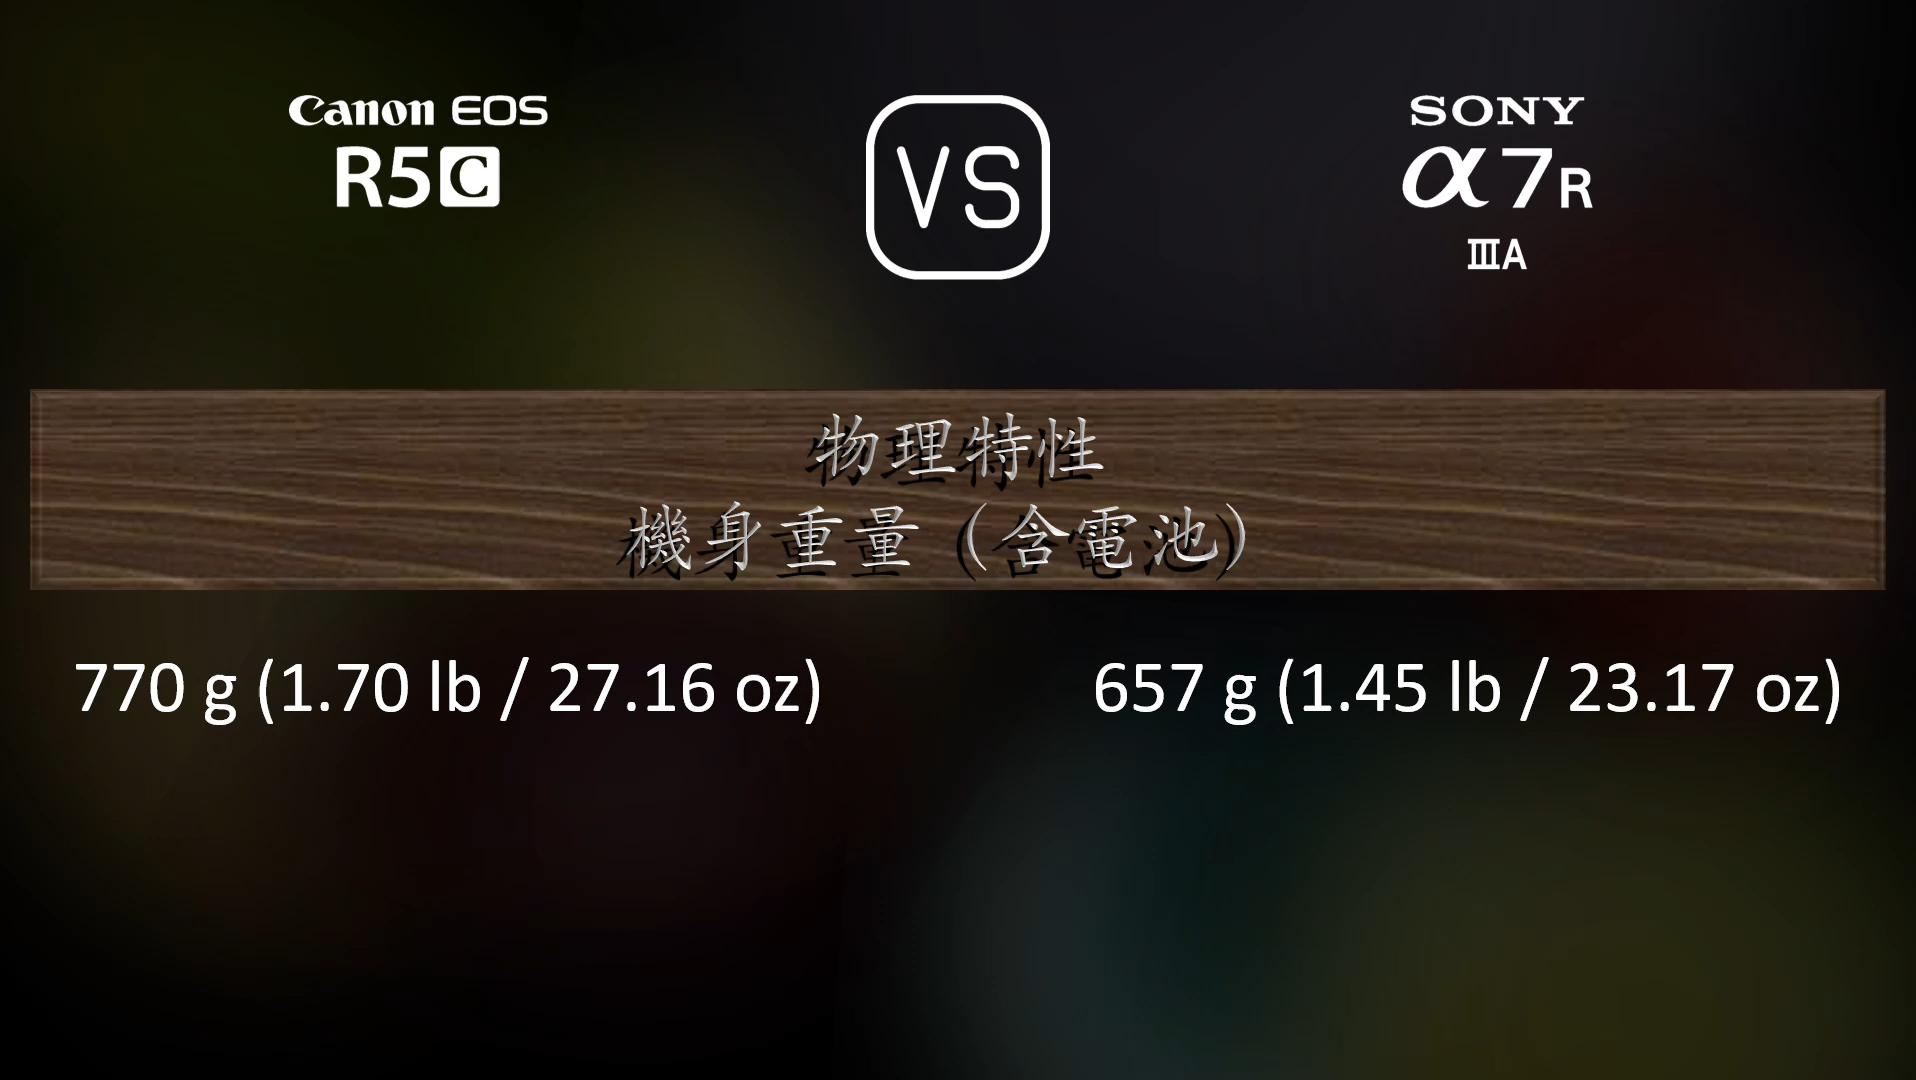 Canon EOS
R5 C
VS
SONY
α7R
ⅢA
物理特性
機身重量（含電池）
770 g (1.70 lb / 27.16 oz)
657 g (1.45 lb / 23.17 oz)